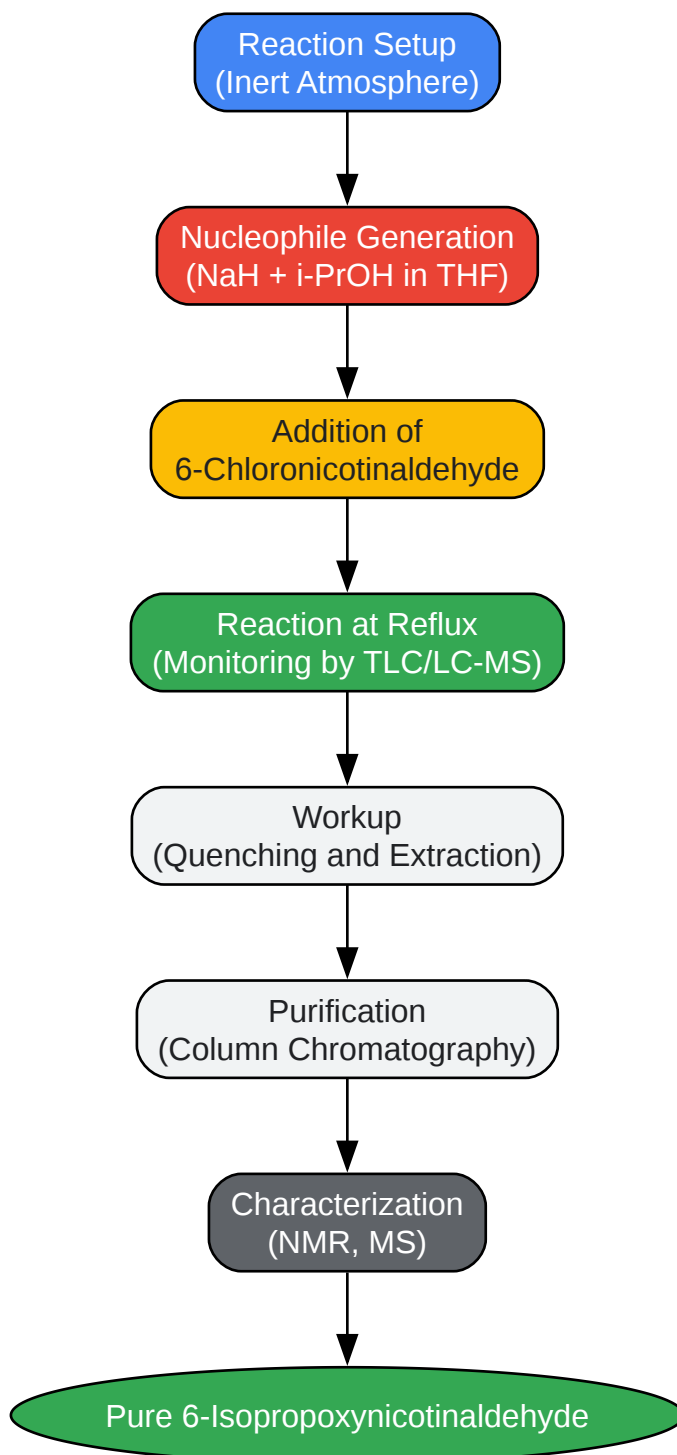 Reaction Setup
(Inert Atmosphere)
Nucleophile Generation
(NaH + i-PrOH in THF)
Addition of
6-Chloronicotinaldehyde
Reaction at Reflux
(Monitoring by TLC/LC-MS)
Workup
(Quenching and Extraction)
Purification
(Column Chromatography)
Characterization
(NMR, MS)
Pure 6-Isopropoxynicotinaldehyde